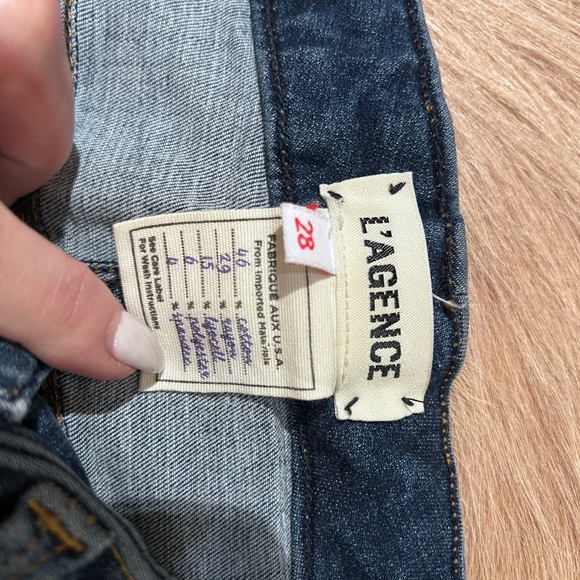 L'AGENCE
28
FABRIQUÉ AUX U.S.A.
From Imported Materials
46 % cotton
29 % rayon
15 % lyocell
6 % polyester
4 % spandex
See Care Label
For Wash Instructions